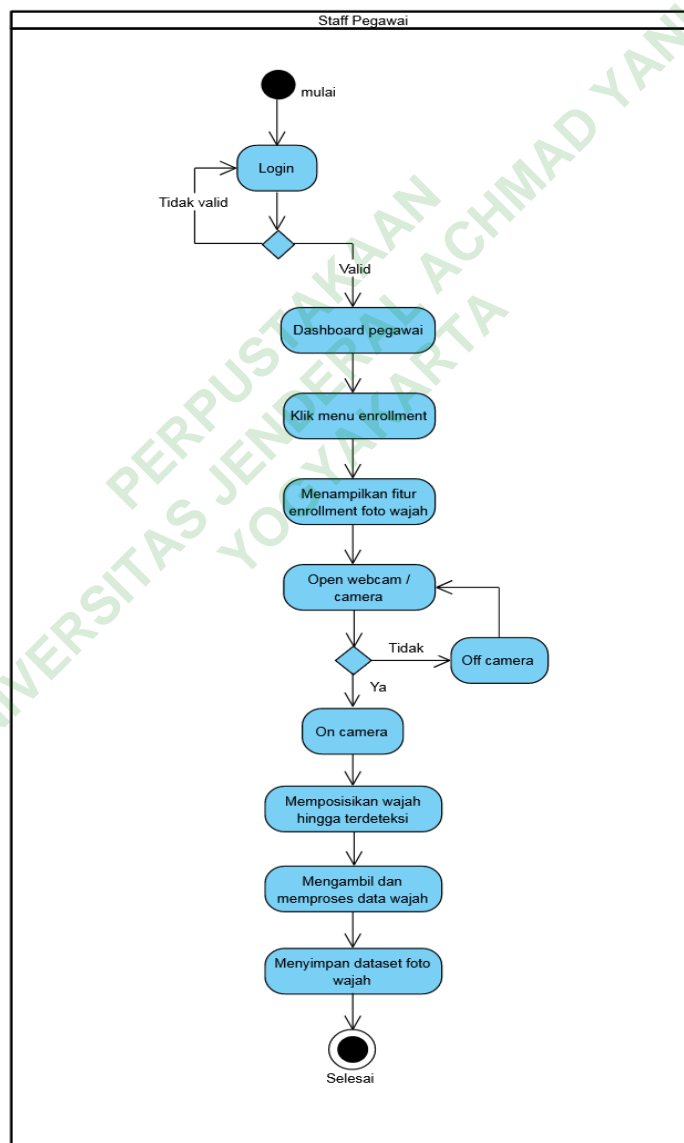 Staff Pegawai
mulai
Login
Tidak valid
Valid
Dashboard pegawai
Klik menu enrollment
Menampilkan fitur
enrollment foto wajah
Open webcam /
camera
Tidak
Off camera
Ya
On camera
Memposisikan wajah
hingga terdeteksi
Mengambil dan
memproses data wajah
Menyimpan dataset foto
wajah
Selesai
PERPUSTAKAAN
NIVERSITAS JENDERAL ACHMAD YANI
YOGYAKARTA